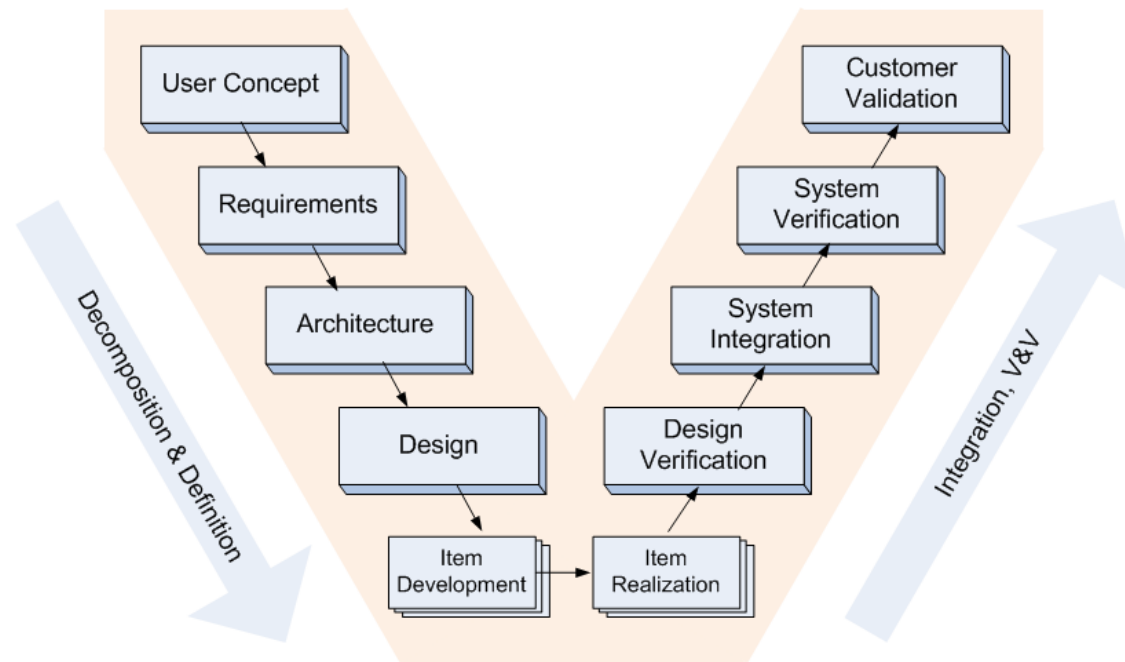 User Concept
Requirements
Architecture
Design
Item
Development
Item
Realization
Design
Verification
System
Integration
System
Verification
Customer
Validation
Decomposition & Definition
Integration, V&V